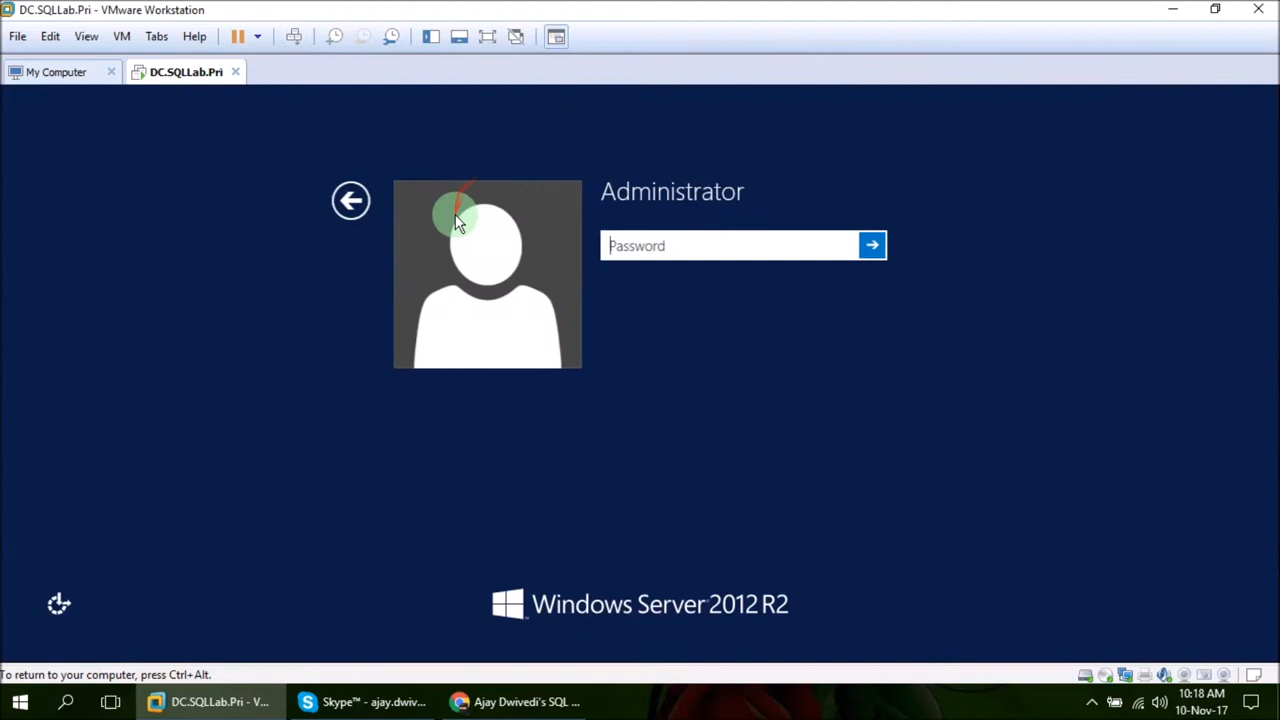 DC.SQLLab.Pri - VMware Workstation
File Edit View VM Tabs Help
My Computer DC.SQLLab.Pri
Administrator
Password
Windows Server 2012 R2
To return to your computer, press Ctrl+Alt.
DC.SQLLab.Pri - V... Skype™ - ajay.dwiv... Ajay Dwivedi's SQL ... 10:18 AM
10-Nov-17